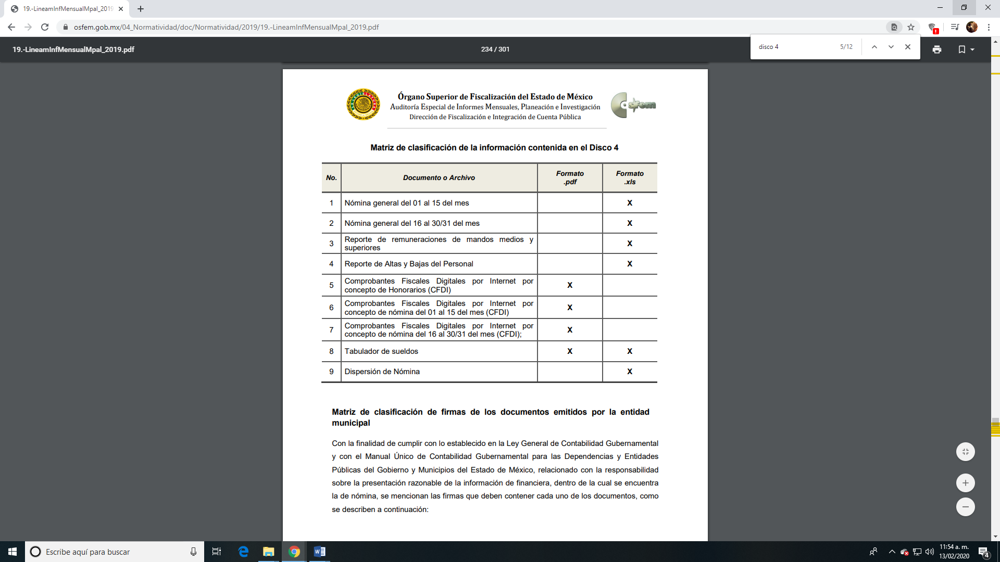 19.-LineamInfMensualMpal_2019
osfem.gob.mx/04_Normatividad/doc/Normatividad/2019/19.-LineamInfMensualMpal_2019.pdf
19.-LineamInfMensualMpal_2019.pdf
234 / 301
disco 4
5/12
Órgano Superior de Fiscalización del Estado de México
Auditoría Especial de Informes Mensuales, Planeación e Investigación
Dirección de Fiscalización e Integración de Cuenta Pública
osfem
Matriz de clasificación de la información contenida en el Disco 4
No. Documento o Archivo Formato .pdf Formato .xls
1 Nómina general del 01 al 15 del mes X
2 Nómina general del 16 al 30/31 del mes X
3 Reporte de remuneraciones de mandos medios y
superiores X
4 Reporte de Altas y Bajas del Personal X
5 Comprobantes Fiscales Digitales por Internet por
concepto de Honorarios (CFDI) X
6 Comprobantes Fiscales Digitales por Internet por
concepto de nómina del 01 al 15 del mes (CFDI) X
7 Comprobantes Fiscales Digitales por Internet por
concepto de nómina del 16 al 30/31 del mes (CFDI); X
8 Tabulador de sueldos X X
9 Dispersión de Nómina X
Matriz de clasificación de firmas de los documentos emitidos por la entidad
municipal
Con la finalidad de cumplir con lo establecido en la Ley General de Contabilidad Gubernamental
y con el Manual Único de Contabilidad Gubernamental para las Dependencias y Entidades
Públicas del Gobierno y Municipios del Estado de México, relacionado con la responsabilidad
sobre la presentación razonable de la información de financiera, dentro de la cual se encuentra
la de nómina, se mencionan las firmas que deben contener cada uno de los documentos, como
se describen a continuación:
Escribe aquí para buscar
11:54 a. m.
13/02/2020
4